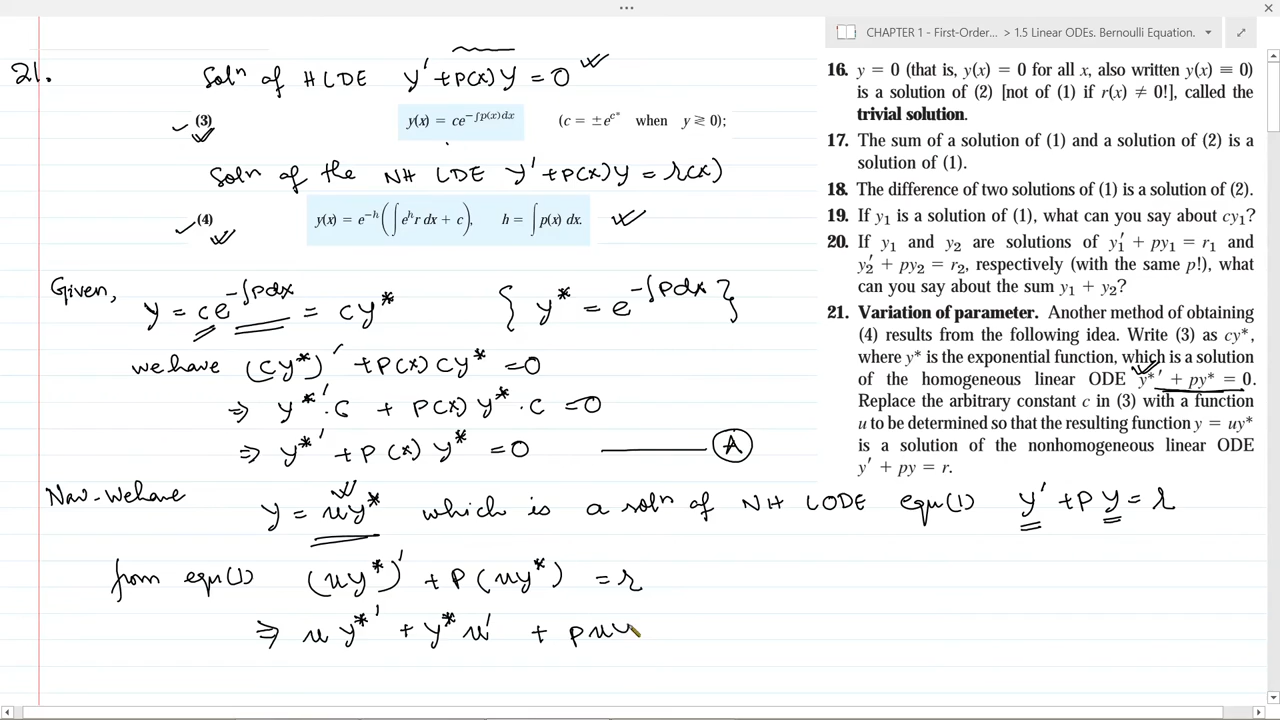 CHAPTER 1 - First-Order... > 1.5 Linear ODEs. Bernoulli Equation.
21. Solⁿ of HLDE y' + p(x) y = 0
(3) y(x) = ce^{-∫p(x)dx} (c = ±e^{c*} when y ≷ 0);
Solⁿ of the NH LDE y' + p(x) y = r(x)
(4) y(x) = e^{-h}(∫e^h r dx + c), h = ∫p(x) dx.
Given,
y = ce^{-∫pdx} = cy* { y* = e^{-∫pdx} }
we have (cy*)' + p(x) cy* = 0
⇒ y*'·c + p(x) y*·c = 0
⇒ y*' + p(x) y* = 0 ——— Ⓐ
Now we have
y = uy* which is a solⁿ of NH LODE equ(1) y' + p y = r
from equ(1) (uy*)' + p(uy*) = r
⇒ u y*' + y* u' + p u y
16. y = 0 (that is, y(x) = 0 for all x, also written y(x) ≡ 0)
is a solution of (2) [not of (1) if r(x) ≠ 0!], called the
trivial solution.
17. The sum of a solution of (1) and a solution of (2) is a
solution of (1).
18. The difference of two solutions of (1) is a solution of (2).
19. If y₁ is a solution of (1), what can you say about cy₁?
20. If y₁ and y₂ are solutions of y₁' + py₁ = r₁ and
y₂' + py₂ = r₂, respectively (with the same p!), what
can you say about the sum y₁ + y₂?
21. Variation of parameter. Another method of obtaining
(4) results from the following idea. Write (3) as cy*,
where y* is the exponential function, which is a solution
of the homogeneous linear ODE y*' + py* = 0.
Replace the arbitrary constant c in (3) with a function
u to be determined so that the resulting function y = uy*
is a solution of the nonhomogeneous linear ODE
y' + py = r.